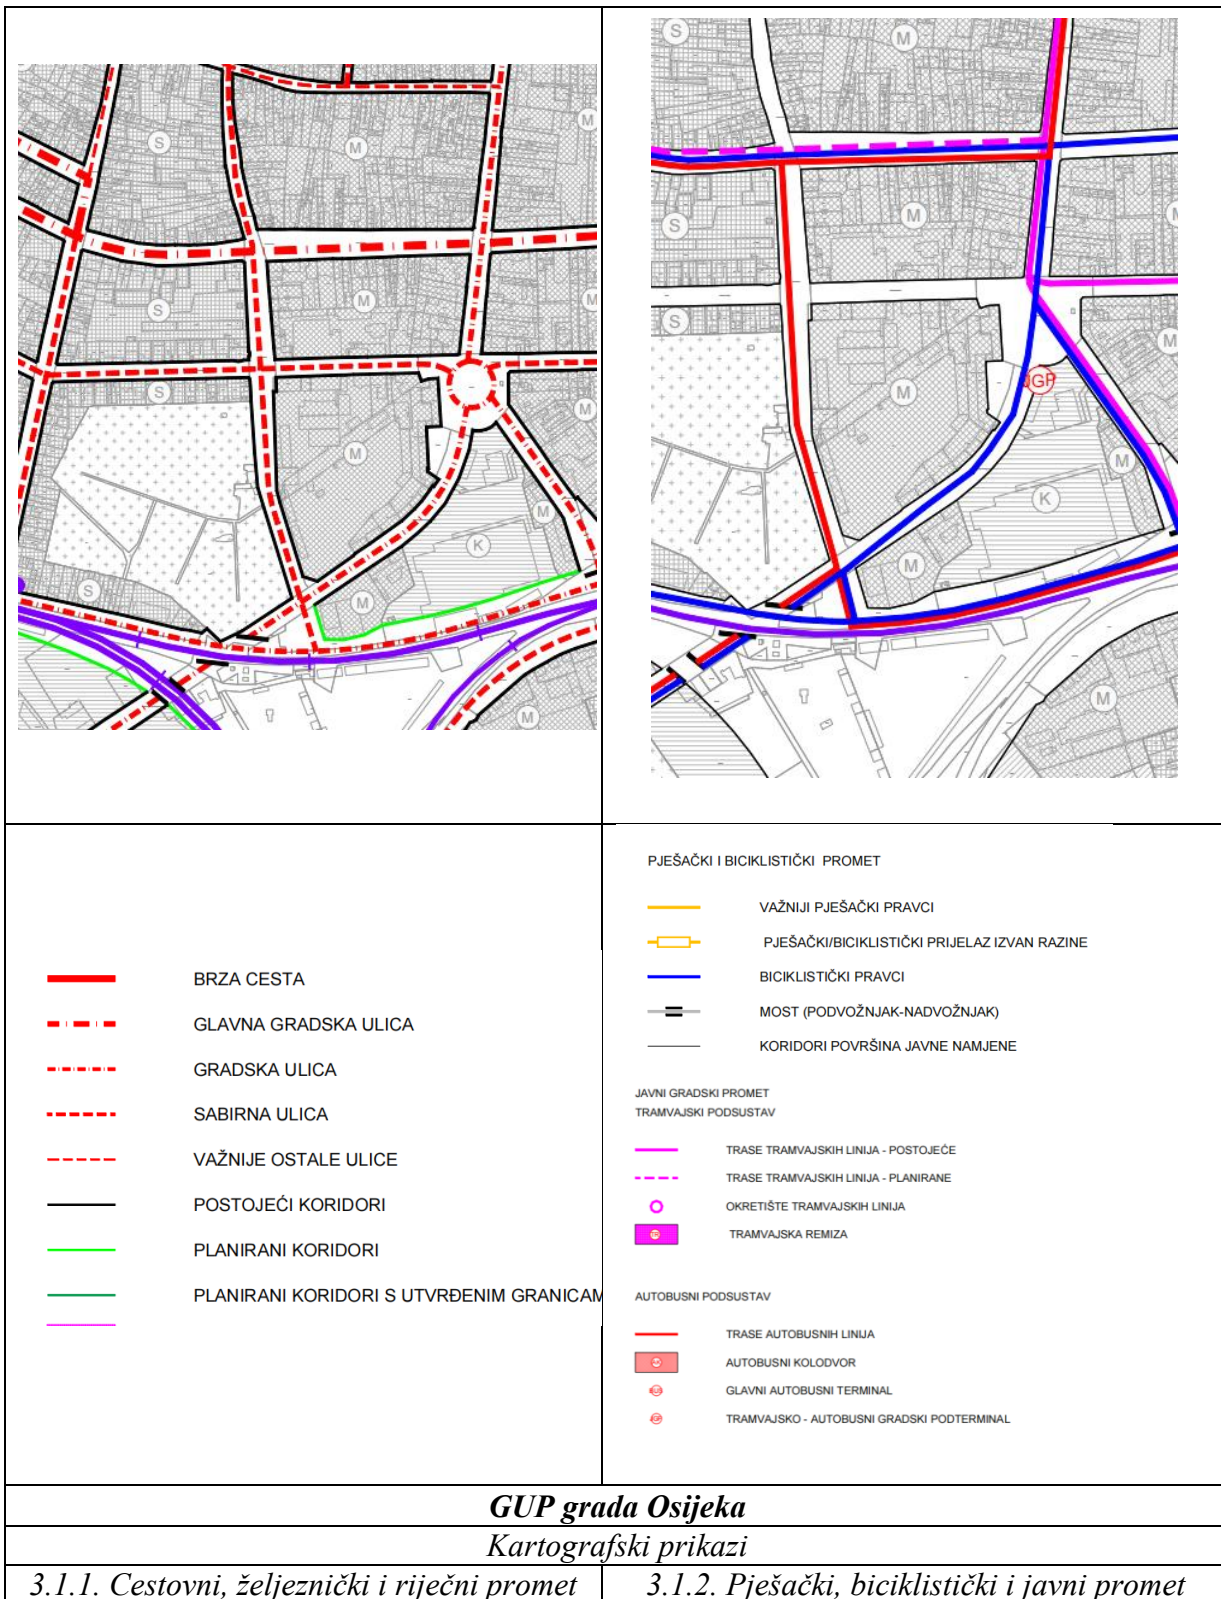 S
M
M
S
M
S
M
M
S
M
M
K
M
S
M
M
S
M
M
S
M
M
S
JGP
M
M
M
K
M
M
BRZA CESTA
GLAVNA GRADSKA ULICA
GRADSKA ULICA
SABIRNA ULICA
VAŽNIJE OSTALE ULICE
POSTOJEĆI KORIDORI
PLANIRANI KORIDORI
PLANIRANI KORIDORI S UTVRĐENIM GRANICAM
PJEŠAČKI I BICIKLISTIČKI PROMET
VAŽNIJI PJEŠAČKI PRAVCI
PJEŠAČKI/BICIKLISTIČKI PRIJELAZ IZVAN RAZINE
BICIKLISTIČKI PRAVCI
MOST (PODVOŽNJAK-NADVOŽNJAK)
KORIDORI POVRŠINA JAVNE NAMJENE
JAVNI GRADSKI PROMET
TRAMVAJSKI PODSUSTAV
TRASE TRAMVAJSKIH LINIJA - POSTOJEĆE
TRASE TRAMVAJSKIH LINIJA - PLANIRANE
OKRETIŠTE TRAMVAJSKIH LINIJA
TRAMVAJSKA REMIZA
AUTOBUSNI PODSUSTAV
TRASE AUTOBUSNIH LINIJA
AUTOBUSNI KOLODVOR
BUS GLAVNI AUTOBUSNI TERMINAL
JGP TRAMVAJSKO - AUTOBUSNI GRADSKI PODTERMINAL
GUP grada Osijeka
Kartografski prikazi
3.1.1. Cestovni, željeznički i riječni promet
3.1.2. Pješački, biciklistički i javni promet